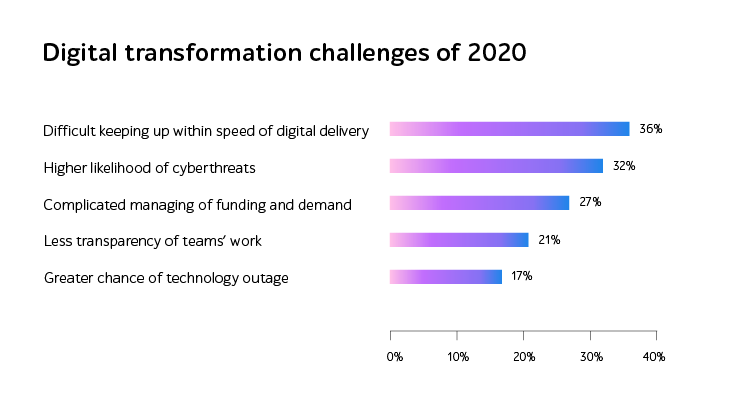 Digital transformation challenges of 2020
Difficult keeping up within speed of digital delivery 36%
Higher likelihood of cyberthreats 32%
Complicated managing of funding and demand 27%
Less transparency of teams’ work 21%
Greater chance of technology outage 17%
0% 10% 20% 30% 40%